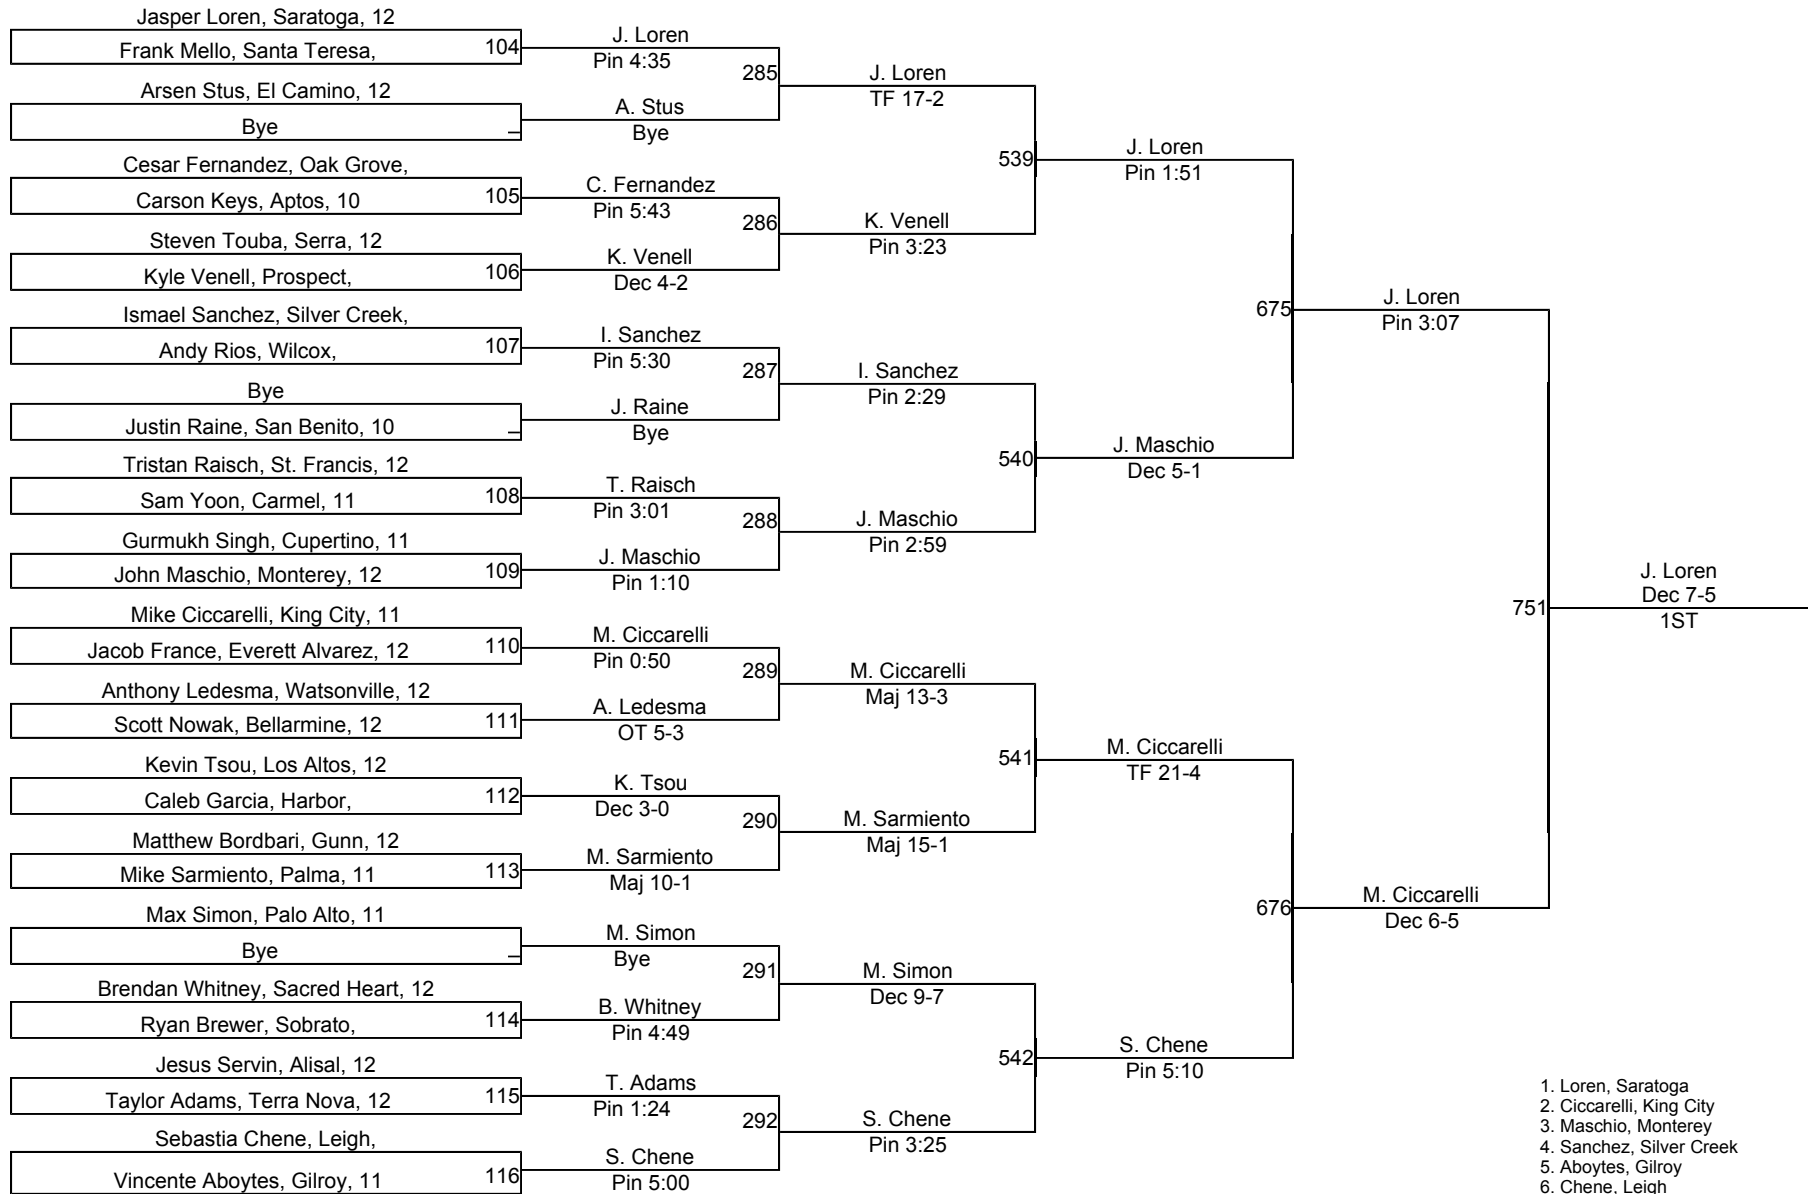 Jasper Loren, Saratoga, 12
Frank Mello, Santa Teresa,
104
Arsen Stus, El Camino, 12
Bye
_
Cesar Fernandez, Oak Grove,
Carson Keys, Aptos, 10
105
Steven Touba, Serra, 12
Kyle Venell, Prospect,
106
Ismael Sanchez, Silver Creek,
Andy Rios, Wilcox,
107
Bye
Justin Raine, San Benito, 10
_
Tristan Raisch, St. Francis, 12
Sam Yoon, Carmel, 11
108
Gurmukh Singh, Cupertino, 11
John Maschio, Monterey, 12
109
Mike Ciccarelli, King City, 11
Jacob France, Everett Alvarez, 12
110
Anthony Ledesma, Watsonville, 12
Scott Nowak, Bellarmine, 12
111
Kevin Tsou, Los Altos, 12
Caleb Garcia, Harbor,
112
Matthew Bordbari, Gunn, 12
Mike Sarmiento, Palma, 11
113
Max Simon, Palo Alto, 11
Bye
_
Brendan Whitney, Sacred Heart, 12
Ryan Brewer, Sobrato,
114
Jesus Servin, Alisal, 12
Taylor Adams, Terra Nova, 12
115
Sebastia Chene, Leigh,
Vincente Aboytes, Gilroy, 11
116
J. Loren
Pin 4:35
285
A. Stus
Bye
C. Fernandez
Pin 5:43
286
K. Venell
Dec 4-2
I. Sanchez
Pin 5:30
287
J. Raine
Bye
T. Raisch
Pin 3:01
288
J. Maschio
Pin 1:10
M. Ciccarelli
Pin 0:50
289
A. Ledesma
OT 5-3
K. Tsou
Dec 3-0
290
M. Sarmiento
Maj 10-1
M. Simon
Bye
291
B. Whitney
Pin 4:49
T. Adams
Pin 1:24
292
S. Chene
Pin 5:00
J. Loren
TF 17-2
539
K. Venell
Pin 3:23
I. Sanchez
Pin 2:29
540
J. Maschio
Pin 2:59
M. Ciccarelli
Maj 13-3
541
M. Sarmiento
Maj 15-1
M. Simon
Dec 9-7
542
S. Chene
Pin 3:25
J. Loren
Pin 1:51
675
J. Maschio
Dec 5-1
M. Ciccarelli
TF 21-4
676
S. Chene
Pin 5:10
J. Loren
Pin 3:07
751
M. Ciccarelli
Dec 6-5
J. Loren
Dec 7-5
1ST
1. Loren, Saratoga
2. Ciccarelli, King City
3. Maschio, Monterey
4. Sanchez, Silver Creek
5. Aboytes, Gilroy
6. Chene, Leigh